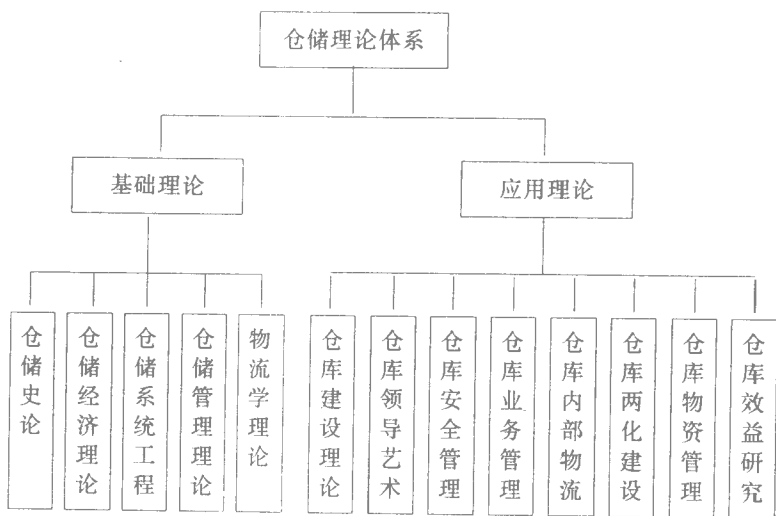 仓储理论体系
基础理论
应用理论
仓储史论
仓储经济理论
仓储系统工程
仓储管理理论
物流学理论
仓库建设理论
仓库领导艺术
仓库安全管理
仓库业务管理
仓库内部物流
仓库两化建设
仓库物资管理
仓库效益研究